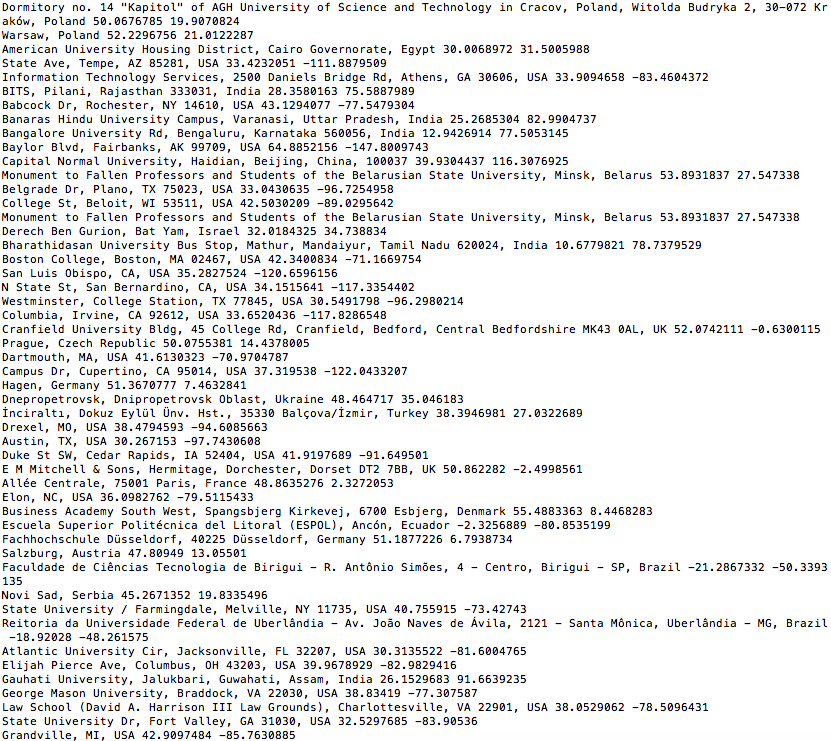 Dormitory no. 14 "Kapitol" of AGH University of Science and Technology in Cracov, Poland, Witolda Budryka 2, 30-072 Kr
aków, Poland 50.0676785 19.9070824
Warsaw, Poland 52.2296756 21.0122287
American University Housing District, Cairo Governorate, Egypt 30.0068972 31.5005988
State Ave, Tempe, AZ 85281, USA 33.4232051 -111.8879509
Information Technology Services, 2500 Daniels Bridge Rd, Athens, GA 30606, USA 33.9094658 -83.4604372
BITS, Pilani, Rajasthan 333031, India 28.3580163 75.5887989
Babcock Dr, Rochester, NY 14610, USA 43.1294077 -77.5479304
Banaras Hindu University Campus, Varanasi, Uttar Pradesh, India 25.2685304 82.9904737
Bangalore University Rd, Bengaluru, Karnataka 560056, India 12.9426914 77.5053145
Baylor Blvd, Fairbanks, AK 99709, USA 64.8852156 -147.8009743
Capital Normal University, Haidian, Beijing, China, 100037 39.9304437 116.3076925
Monument to Fallen Professors and Students of the Belarusian State University, Minsk, Belarus 53.8931837 27.547338
Belgrade Dr, Plano, TX 75023, USA 33.0430635 -96.7254958
College St, Beloit, WI 53511, USA 42.5030209 -89.0295642
Monument to Fallen Professors and Students of the Belarusian State University, Minsk, Belarus 53.8931837 27.547338
Derech Ben Gurion, Bat Yam, Israel 32.0184325 34.738834
Bharathidasan University Bus Stop, Mathur, Mandaiyur, Tamil Nadu 620024, India 10.6779821 78.7379529
Boston College, Boston, MA 02467, USA 42.3400834 -71.1669754
San Luis Obispo, CA, USA 35.2827524 -120.6596156
N State St, San Bernardino, CA, USA 34.1515641 -117.3354402
Westminster, College Station, TX 77845, USA 30.5491798 -96.2980214
Columbia, Irvine, CA 92612, USA 33.6520436 -117.8286548
Cranfield University Bldg, 45 College Rd, Cranfield, Bedford, Central Bedfordshire MK43 0AL, UK 52.0742111 -0.6300115
Prague, Czech Republic 50.0755381 14.4378005
Dartmouth, MA, USA 41.6130323 -70.9704787
Campus Dr, Cupertino, CA 95014, USA 37.319538 -122.0433207
Hagen, Germany 51.3670777 7.4632841
Dnepropetrovsk, Dnipropetrovsk Oblast, Ukraine 48.464717 35.046183
İnciraltı, Dokuz Eylül Ünv. Hst., 35330 Balçova/İzmir, Turkey 38.3946981 27.0322689
Drexel, MO, USA 38.4794593 -94.6085663
Austin, TX, USA 30.267153 -97.7430608
Duke St SW, Cedar Rapids, IA 52404, USA 41.9197689 -91.649501
E M Mitchell & Sons, Hermitage, Dorchester, Dorset DT2 7BB, UK 50.862282 -2.4998561
Allée Centrale, 75001 Paris, France 48.8635276 2.3272053
Elon, NC, USA 36.0982762 -79.5115433
Business Academy South West, Spangsbjerg Kirkevej, 6700 Esbjerg, Denmark 55.4883363 8.4468283
Escuela Superior Politécnica del Litoral (ESPOL), Ancón, Ecuador -2.3256889 -80.8535199
Fachhochschule Düsseldorf, 40225 Düsseldorf, Germany 51.1877226 6.7938734
Salzburg, Austria 47.80949 13.05501
Faculdade de Ciências Tecnologia de Birigui - R. Antônio Simões, 4 - Centro, Birigui - SP, Brazil -21.2867332 -50.3393
135
Novi Sad, Serbia 45.2671352 19.8335496
State University / Farmingdale, Melville, NY 11735, USA 40.755915 -73.42743
Reitoria da Universidade Federal de Uberlândia - Av. João Naves de Ávila, 2121 - Santa Mônica, Uberlândia - MG, Brazil
-18.92028 -48.261575
Atlantic University Cir, Jacksonville, FL 32207, USA 30.3135522 -81.6004765
Elijah Pierce Ave, Columbus, OH 43203, USA 39.9678929 -82.9829416
Gauhati University, Jalukbari, Guwahati, Assam, India 26.1529683 91.6639235
George Mason University, Braddock, VA 22030, USA 38.83419 -77.307587
Law School (David A. Harrison III Law Grounds), Charlottesville, VA 22901, USA 38.0529062 -78.5096431
State University Dr, Fort Valley, GA 31030, USA 32.5297685 -83.90536
Grandville, MI, USA 42.9097484 -85.7630885